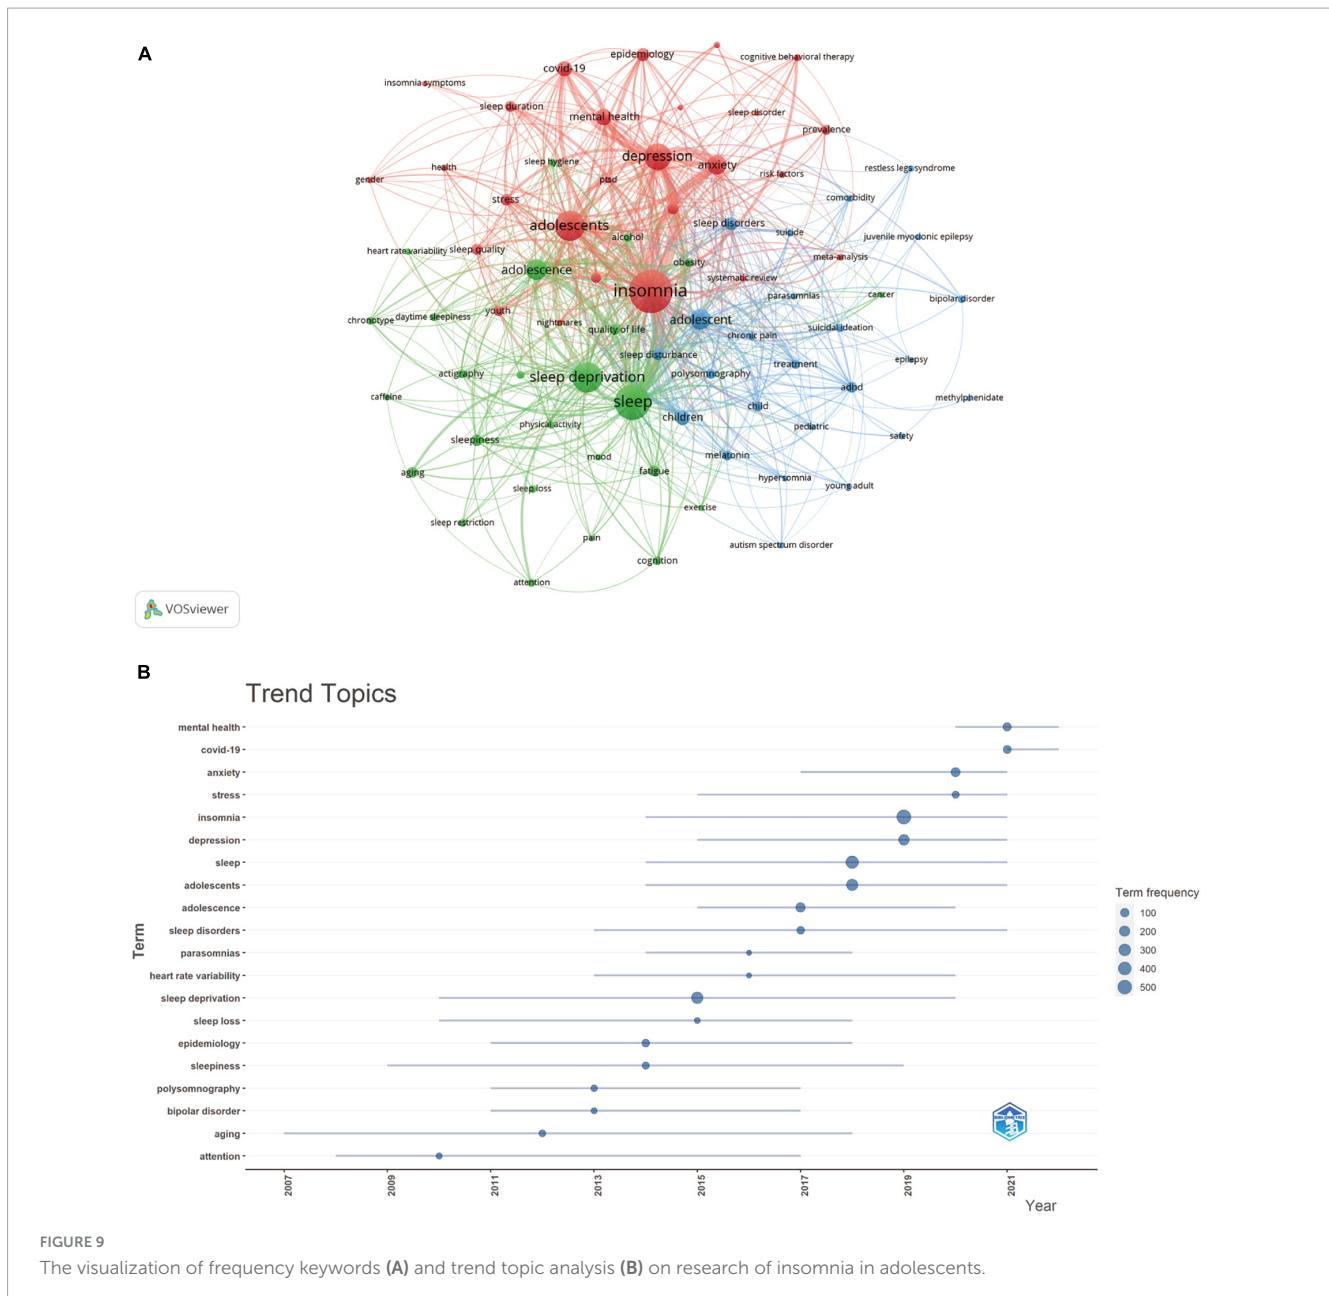 A
epidemiology
cognitive behavioral therapy
covid-19
insomnia symptoms
sleep duration
mental health
sleep disorder
prevalence
depression
sleep hygiene
anxiety
restless legs syndrome
health
gender
ptsd
risk factors
stress
comorbidity
adolescents
sleep disorders
alcohol
suicide
juvenile myoclonic epilepsy
heart rate variability
sleep quality
meta-analysis
adolescence
obesity
systematic review
insomnia
parasomnias
cancer
bipolar disorder
youth
chronotype
daytime sleepiness
nightmares
adolescent
quality of life
chronic pain
suicidal ideation
sleep disturbance
epilepsy
treatment
actigraphy
sleep deprivation
polysomnography
adhd
caffeine
methylphenidate
sleep
child
children
physical activity
pediatric
safety
sleepiness
mood
melatonin
aging
fatigue
hypersomnia
young adult
sleep loss
exercise
sleep restriction
pain
autism spectrum disorder
cognition
attention
VOSviewer
B
Trend Topics
mental health
covid-19
anxiety
stress
insomnia
depression
sleep
adolescents
adolescence
sleep disorders
parasomnias
heart rate variability
sleep deprivation
sleep loss
epidemiology
sleepiness
polysomnography
bipolar disorder
aging
attention
Term
Term frequency
100
200
300
400
500
BIBLIOMETRIX
2007
2009
2011
2013
2015
2017
2019
2021
Year
FIGURE 9
The visualization of frequency keywords (A) and trend topic analysis (B) on research of insomnia in adolescents.